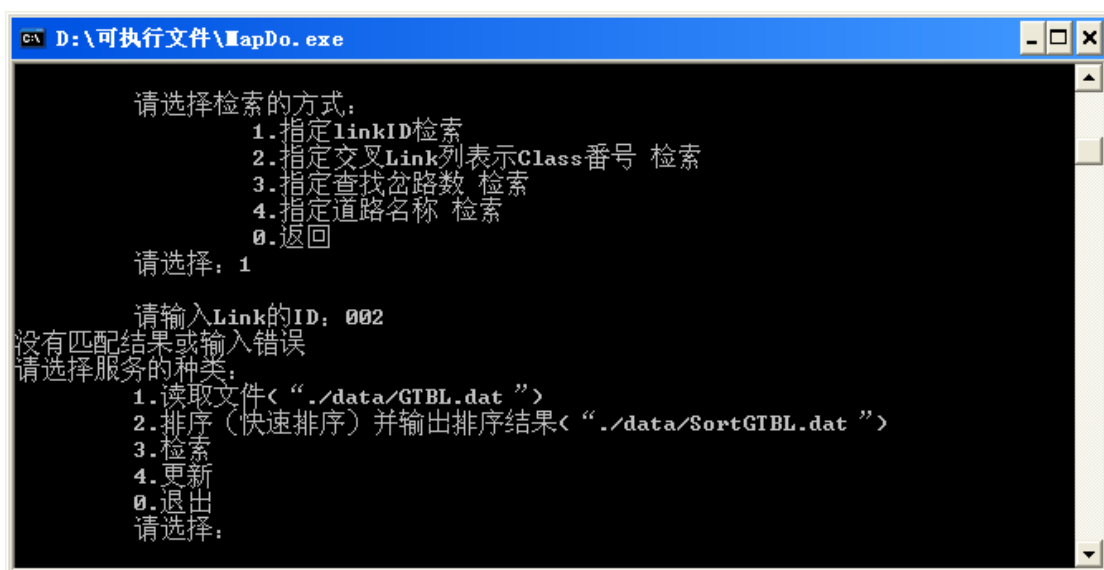 D:\可执行文件\MapDo.exe
请选择检索的方式：
1.指定linkID检索
2.指定交叉Link列表示Class番号 检索
3.指定查找岔路数 检索
4.指定道路名称 检索
0.返回
请选择：1
请输入Link的ID：002
没有匹配结果或输入错误
请选择服务的种类：
1.读取文件(“./data/GTBL.dat ”)
2.排序（快速排序）并输出排序结果(“./data/SortGTBL.dat ”)
3.检索
4.更新
0.退出
请选择：